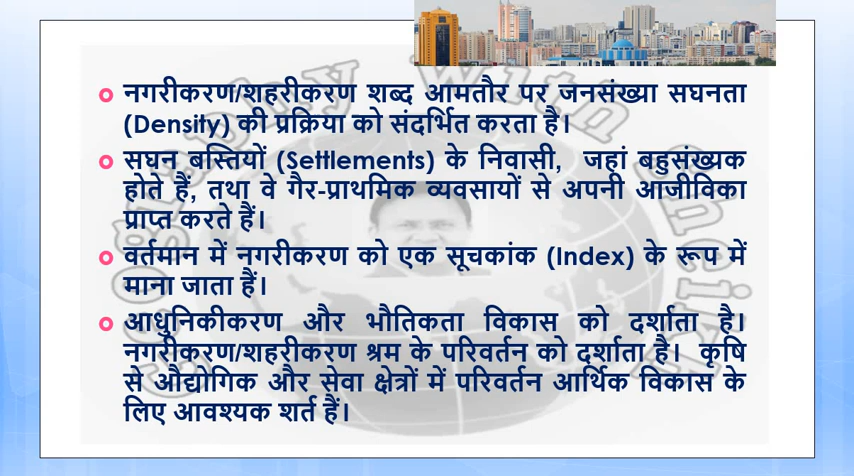 नगरीकरण/शहरीकरण शब्द आमतौर पर जनसंख्या सघनता
(Density) की प्रक्रिया को संदर्भित करता है।
सघन बस्तियों (Settlements) के निवासी, जहां बहुसंख्यक
होते हैं, तथा वे गैर-प्राथमिक व्यवसायों से अपनी आजीविका
प्राप्त करते हैं।
वर्तमान में नगरीकरण को एक सूचकांक (Index) के रूप में
माना जाता हैं।
आधुनिकीकरण और भौतिकता विकास को दर्शाता है।
नगरीकरण/शहरीकरण श्रम के परिवर्तन को दर्शाता है। कृषि
से औद्योगिक और सेवा क्षेत्रों में परिवर्तन आर्थिक विकास के
लिए आवश्यक शर्त हैं।